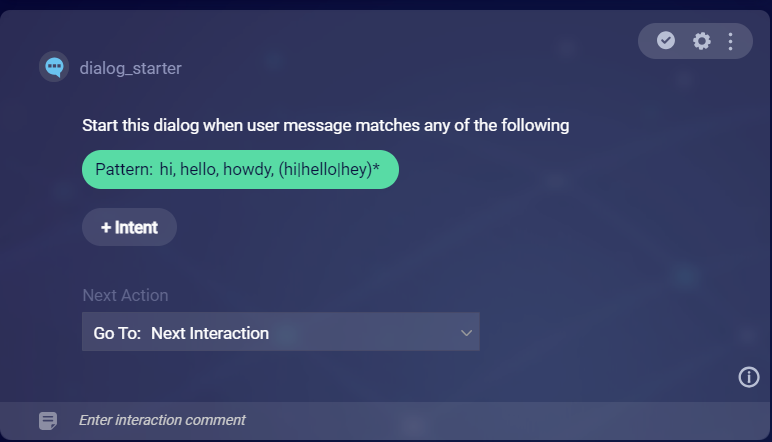 dialog_starter
Start this dialog when user message matches any of the following
Pattern: hi, hello, howdy, (hi|hello|hey)*
+ Intent
Next Action
Go To: Next Interaction
Enter interaction comment